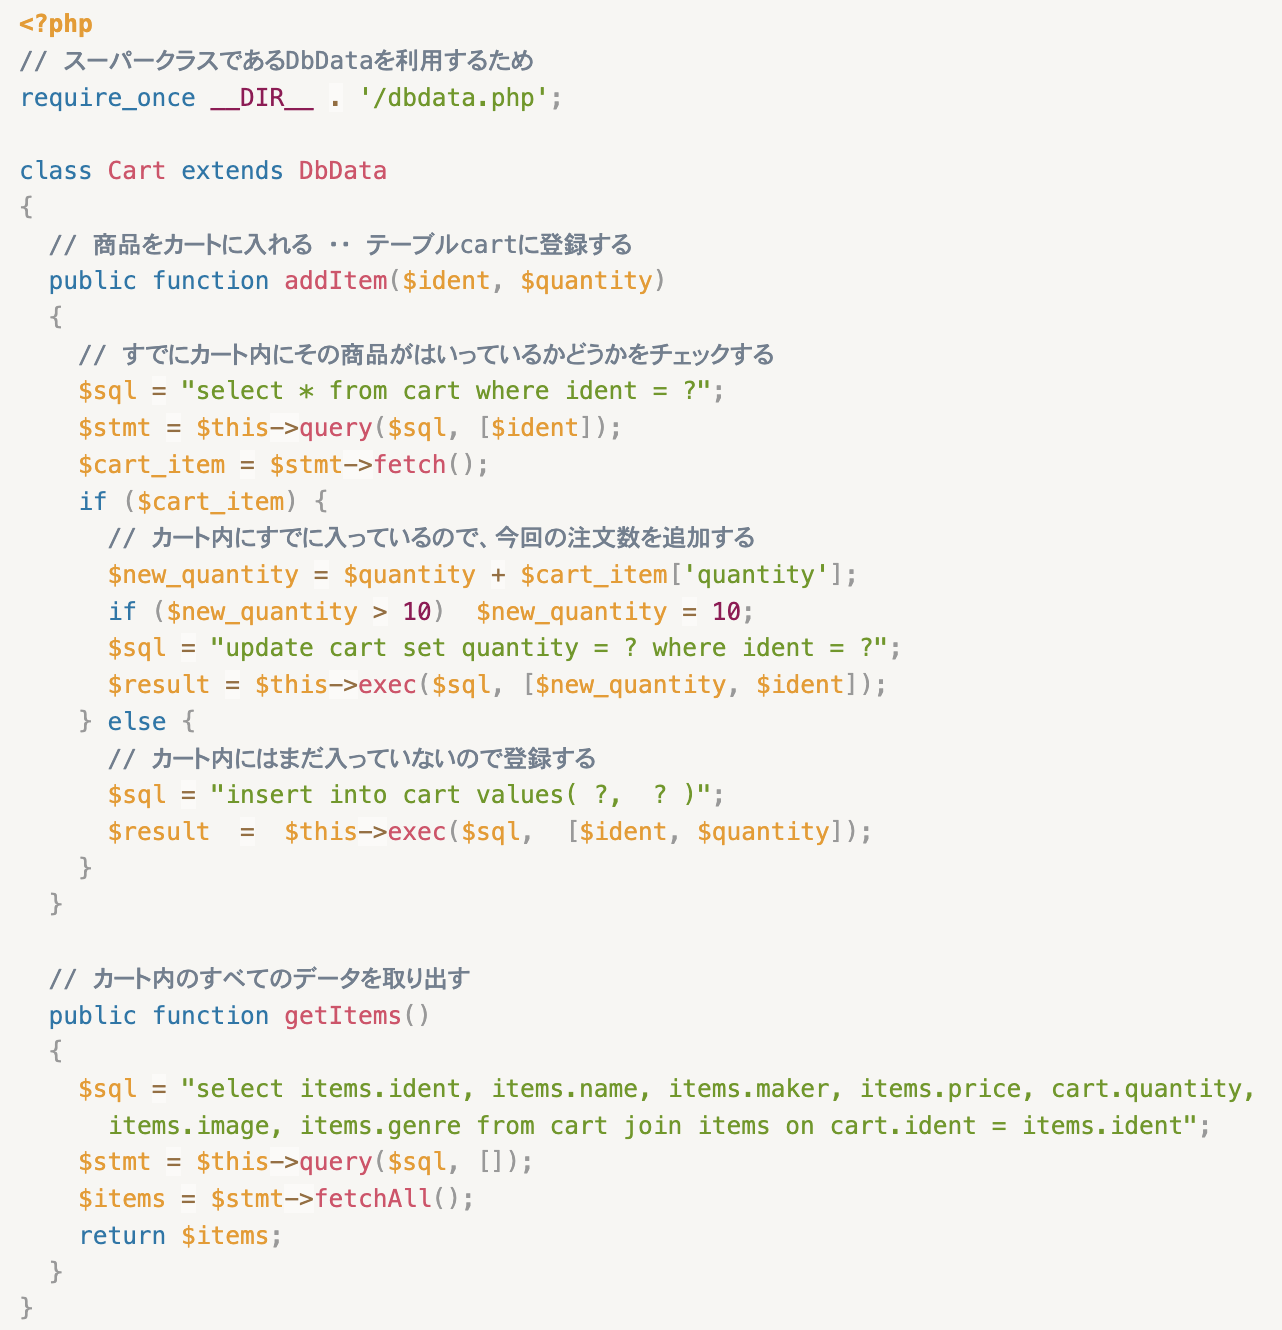 <?php
// スーパークラスであるDbDataを利用するため
require_once __DIR__ . '/dbdata.php';

class Cart extends DbData
{
  // 商品をカートに入れる ‥ テーブルcartに登録する
  public function addItem($ident, $quantity)
  {
    // すでにカート内にその商品がはいっているかどうかをチェックする
    $sql = "select * from cart where ident = ?";
    $stmt = $this->query($sql, [$ident]);
    $cart_item = $stmt->fetch();
    if ($cart_item) {
      // カート内にすでに入っているので、今回の注文数を追加する
      $new_quantity = $quantity + $cart_item['quantity'];
      if ($new_quantity > 10)  $new_quantity = 10;
      $sql = "update cart set quantity = ? where ident = ?";
      $result = $this->exec($sql, [$new_quantity, $ident]);
    } else {
      // カート内にはまだ入っていないので登録する
      $sql = "insert into cart values( ?,  ? )";
      $result  =  $this->exec($sql,  [$ident, $quantity]);
    }
  }

  // カート内のすべてのデータを取り出す
  public function getItems()
  {
    $sql = "select items.ident, items.name, items.maker, items.price, cart.quantity,
      items.image, items.genre from cart join items on cart.ident = items.ident";
    $stmt = $this->query($sql, []);
    $items = $stmt->fetchAll();
    return $items;
  }
}